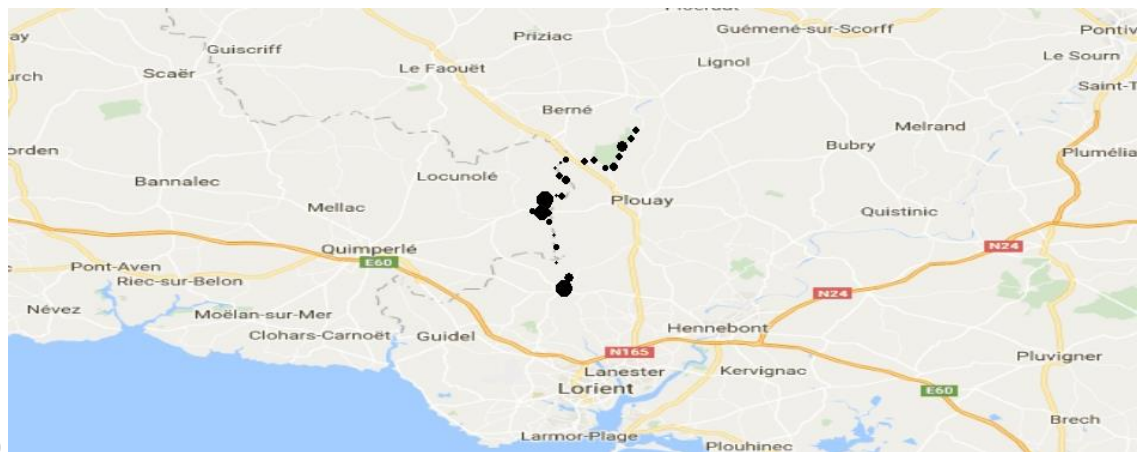 Guiscriff
Scaër
Priziac
Guémené-sur-Scorff
Le Sourn
Le Faouët
Lignol
Berné
Melrand
Bubry
Bannalec
Locunolé
Mellac
Plouay
Quistinic
Quimperlé
E60
N24
Pont-Aven
Riec-sur-Belon
N24
Névez
Moëlan-sur-Mer
Clohars-Carnoët
Guidel
Hennebont
N165
Pluvigner
Lanester
Kervignac
Lorient
E60
Brech
Larmor-Plage
Plouhinec